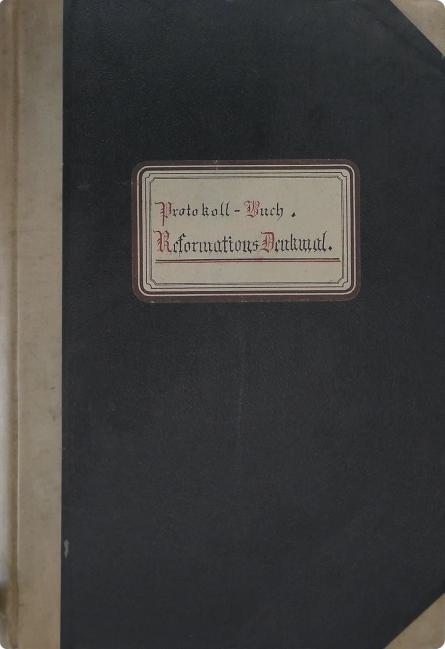 Protokoll-Buch.
Reformations Denkmal.